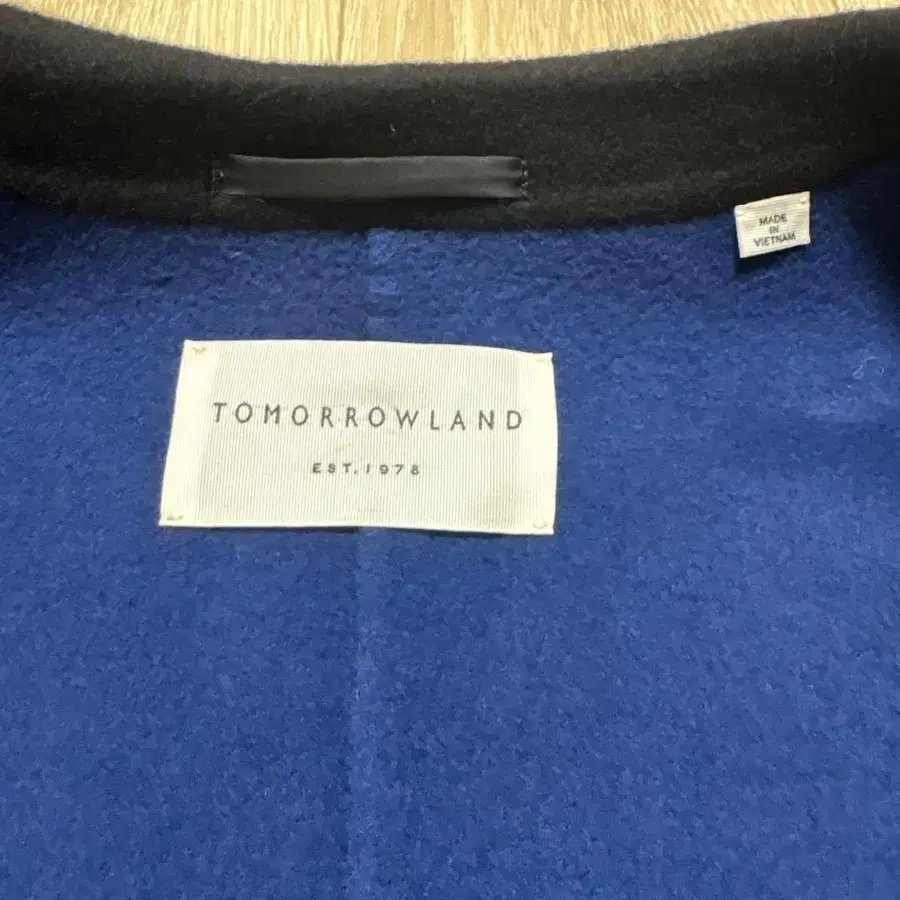 MADE
IN
VIETNAM
TOMORROWLAND
EST. 1978